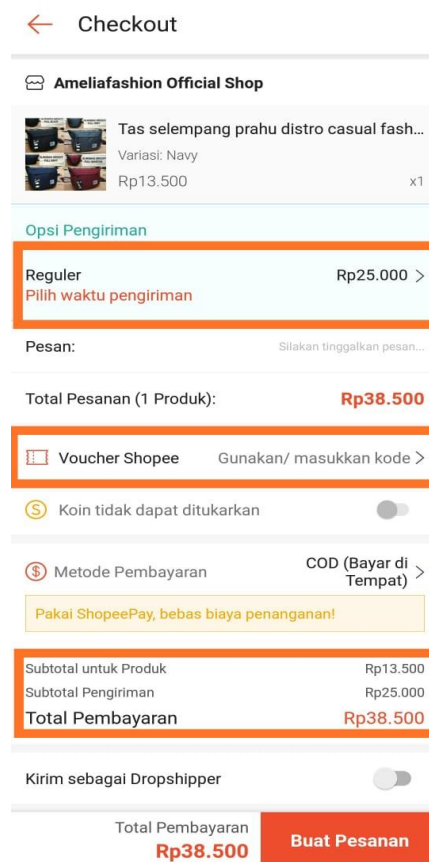 Checkout
Ameliafashion Official Shop
Tas selempang prahu distro casual fash...
Variasi: Navy
Rp13.500 x1
Opsi Pengiriman
Reguler Rp25.000 >
Pilih waktu pengiriman
Pesan: Silakan tinggalkan pesan...
Total Pesanan (1 Produk): Rp38.500
Voucher Shopee Gunakan/ masukkan kode >
Koin tidak dapat ditukarkan
Metode Pembayaran COD (Bayar di
Tempat) >
Pakai ShopeePay, bebas biaya penanganan!
Subtotal untuk Produk Rp13.500
Subtotal Pengiriman Rp25.000
Total Pembayaran Rp38.500
Kirim sebagai Dropshipper
Total Pembayaran
Rp38.500
Buat Pesanan